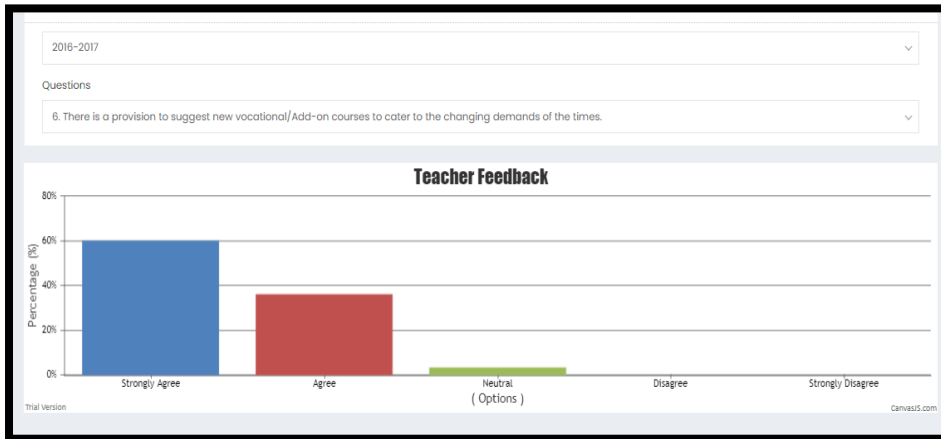 2016-2017
Questions
6. There is a provision to suggest new vocational/Add-on courses to cater to the changing demands of the times.
Teacher Feedback
80%
60%
40%
20%
0%
Percentage (%)
Strongly Agree
Agree
Neutral
Disagree
Strongly Disagree
( Options )
Trial Version
CanvasJS.com